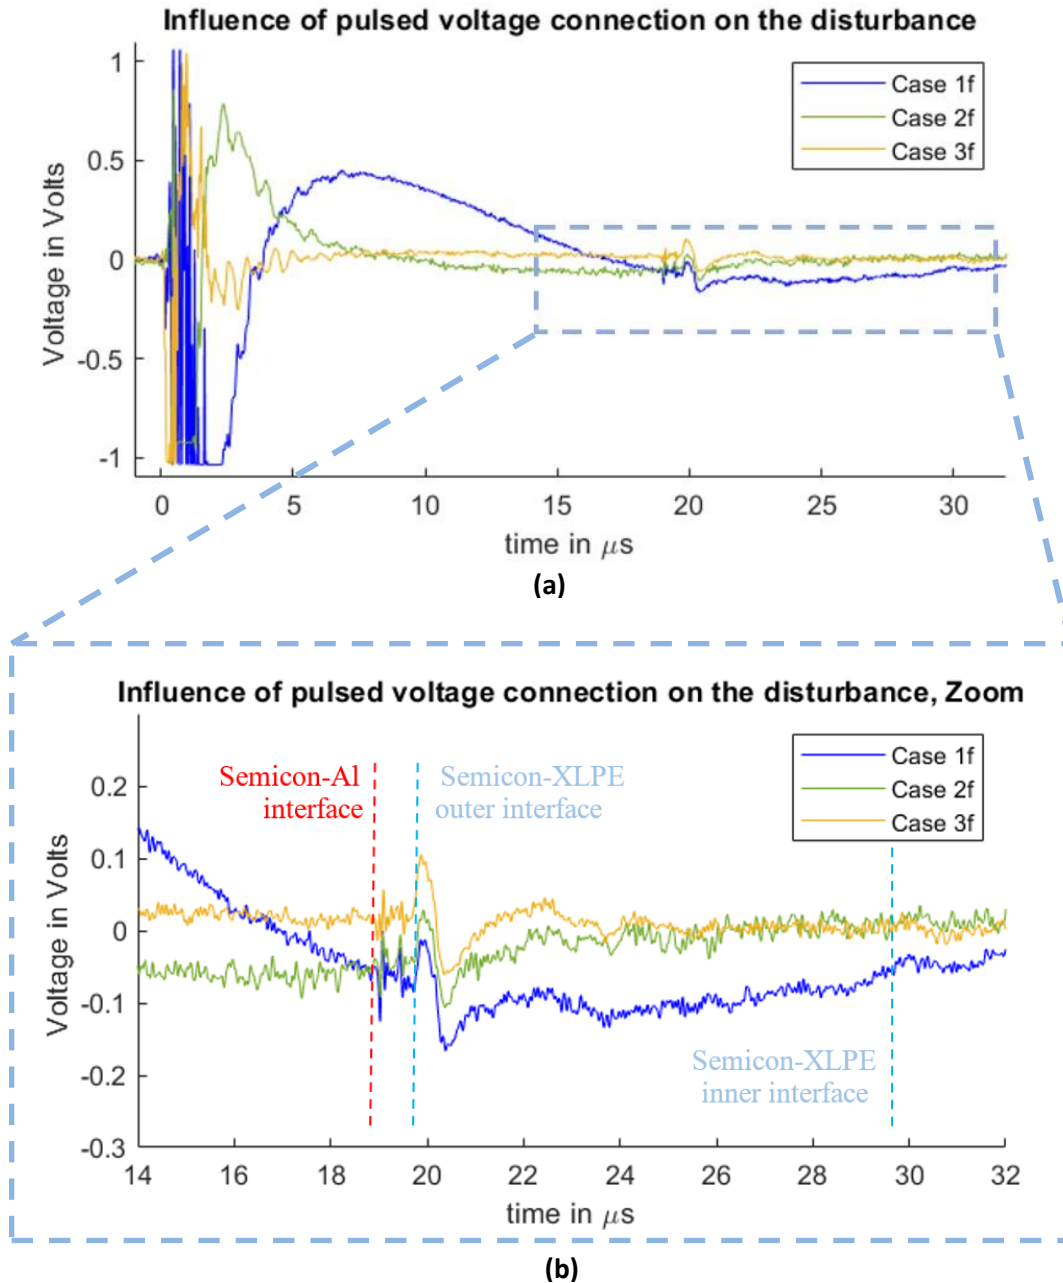 Influence of pulsed voltage connection on the disturbance
Voltage in Volts
1
0.5
0
-0.5
-1
Case 1f
Case 2f
Case 3f
0 5 10 15 20 25 30
time in μs
(a)
Influence of pulsed voltage connection on the disturbance, Zoom
Voltage in Volts
0.2
0.1
0
-0.1
-0.2
-0.3
Semicon-Al
interface
Semicon-XLPE
outer interface
Case 1f
Case 2f
Case 3f
Semicon-XLPE
inner interface
14 16 18 20 22 24 26 28 30 32
time in μs
(b)